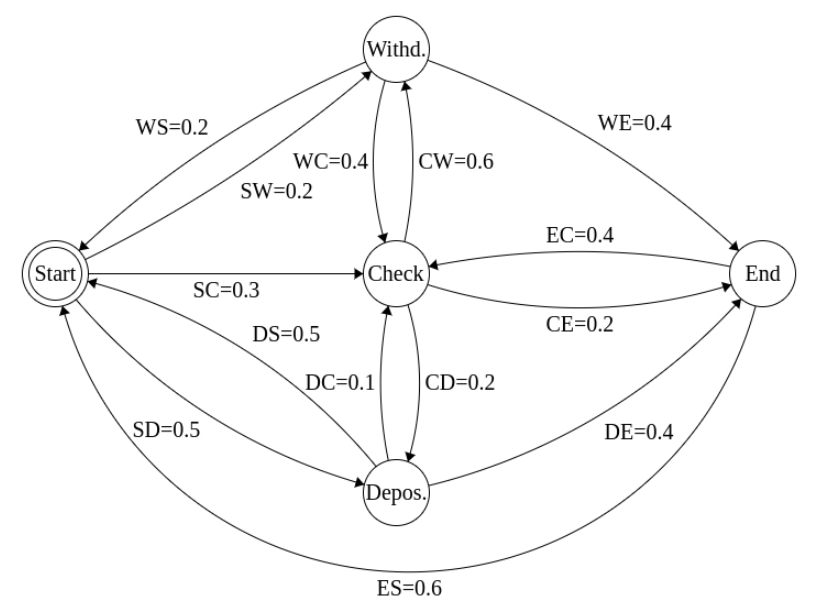 Withd.
WS=0.2
WE=0.4
WC=0.4
CW=0.6
SW=0.2
EC=0.4
Start
Check
End
SC=0.3
CE=0.2
DS=0.5
DC=0.1
CD=0.2
SD=0.5
DE=0.4
Depos.
ES=0.6